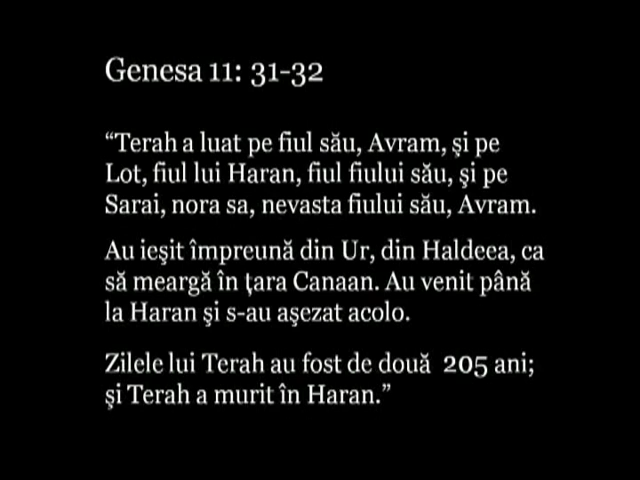 Genesa 11: 31-32
“Terah a luat pe fiul său, Avram, şi pe
Lot, fiul lui Haran, fiul fiului său, şi pe
Sarai, nora sa, nevasta fiului său, Avram.
Au ieşit împreună din Ur, din Haldeea, ca
să meargă în ţara Canaan. Au venit până
la Haran şi s-au aşezat acolo.
Zilele lui Terah au fost de două  205 ani;
şi Terah a murit în Haran.”